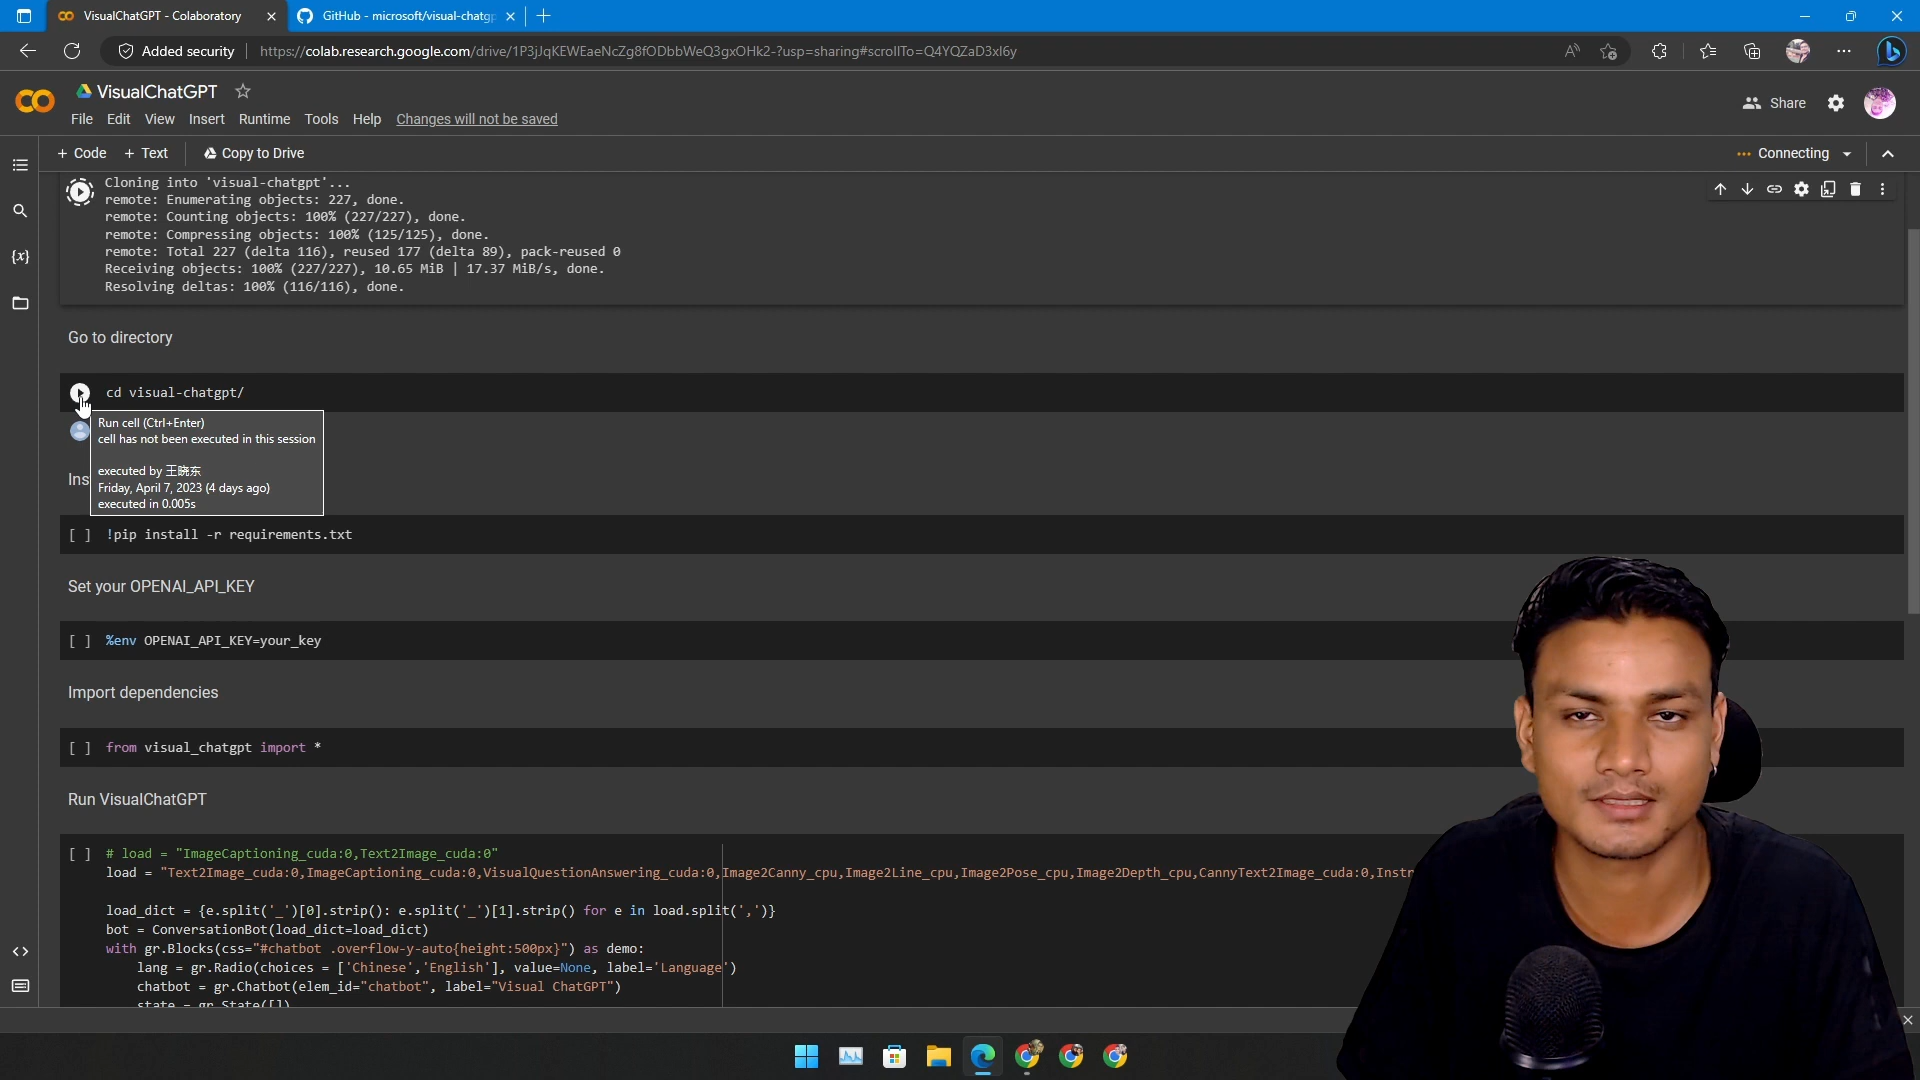 VisualChatGPT - Colaboratory
GitHub - microsoft/visual-chatgp
Added security
https://colab.research.google.com/drive/1P3jJqKEWEaeNcZg8fODbbWeQ3gxOHk2-?usp=sharing#scrollTo=Q4YQZaD3xl6y
VisualChatGPT
File Edit View Insert Runtime Tools Help Changes will not be saved
Share
+ Code + Text Copy to Drive
Connecting
Cloning into 'visual-chatgpt'...
remote: Enumerating objects: 227, done.
remote: Counting objects: 100% (227/227), done.
remote: Compressing objects: 100% (125/125), done.
remote: Total 227 (delta 116), reused 177 (delta 89), pack-reused 0
Receiving objects: 100% (227/227), 10.65 MiB | 17.37 MiB/s, done.
Resolving deltas: 100% (116/116), done.
Go to directory
cd visual-chatgpt/
Run cell (Ctrl+Enter)
cell has not been executed in this session
executed by 王晓东
Friday, April 7, 2023 (4 days ago)
executed in 0.005s
Ins
[ ] !pip install -r requirements.txt
Set your OPENAI_API_KEY
[ ] %env OPENAI_API_KEY=your_key
Import dependencies
[ ] from visual_chatgpt import *
Run VisualChatGPT
[ ] # load = "ImageCaptioning_cuda:0,Text2Image_cuda:0"
load = "Text2Image_cuda:0,ImageCaptioning_cuda:0,VisualQuestionAnswering_cuda:0,Image2Canny_cpu,Image2Line_cpu,Image2Pose_cpu,Image2Depth_cpu,CannyText2Image_cuda:0,Instr
load_dict = {e.split('_')[0].strip(): e.split('_')[1].strip() for e in load.split(',')}
bot = ConversationBot(load_dict=load_dict)
with gr.Blocks(css="#chatbot .overflow-y-auto{height:500px}") as demo:
lang = gr.Radio(choices = ['Chinese','English'], value=None, label='Language')
chatbot = gr.Chatbot(elem_id="chatbot", label="Visual ChatGPT")
state = gr.State([])